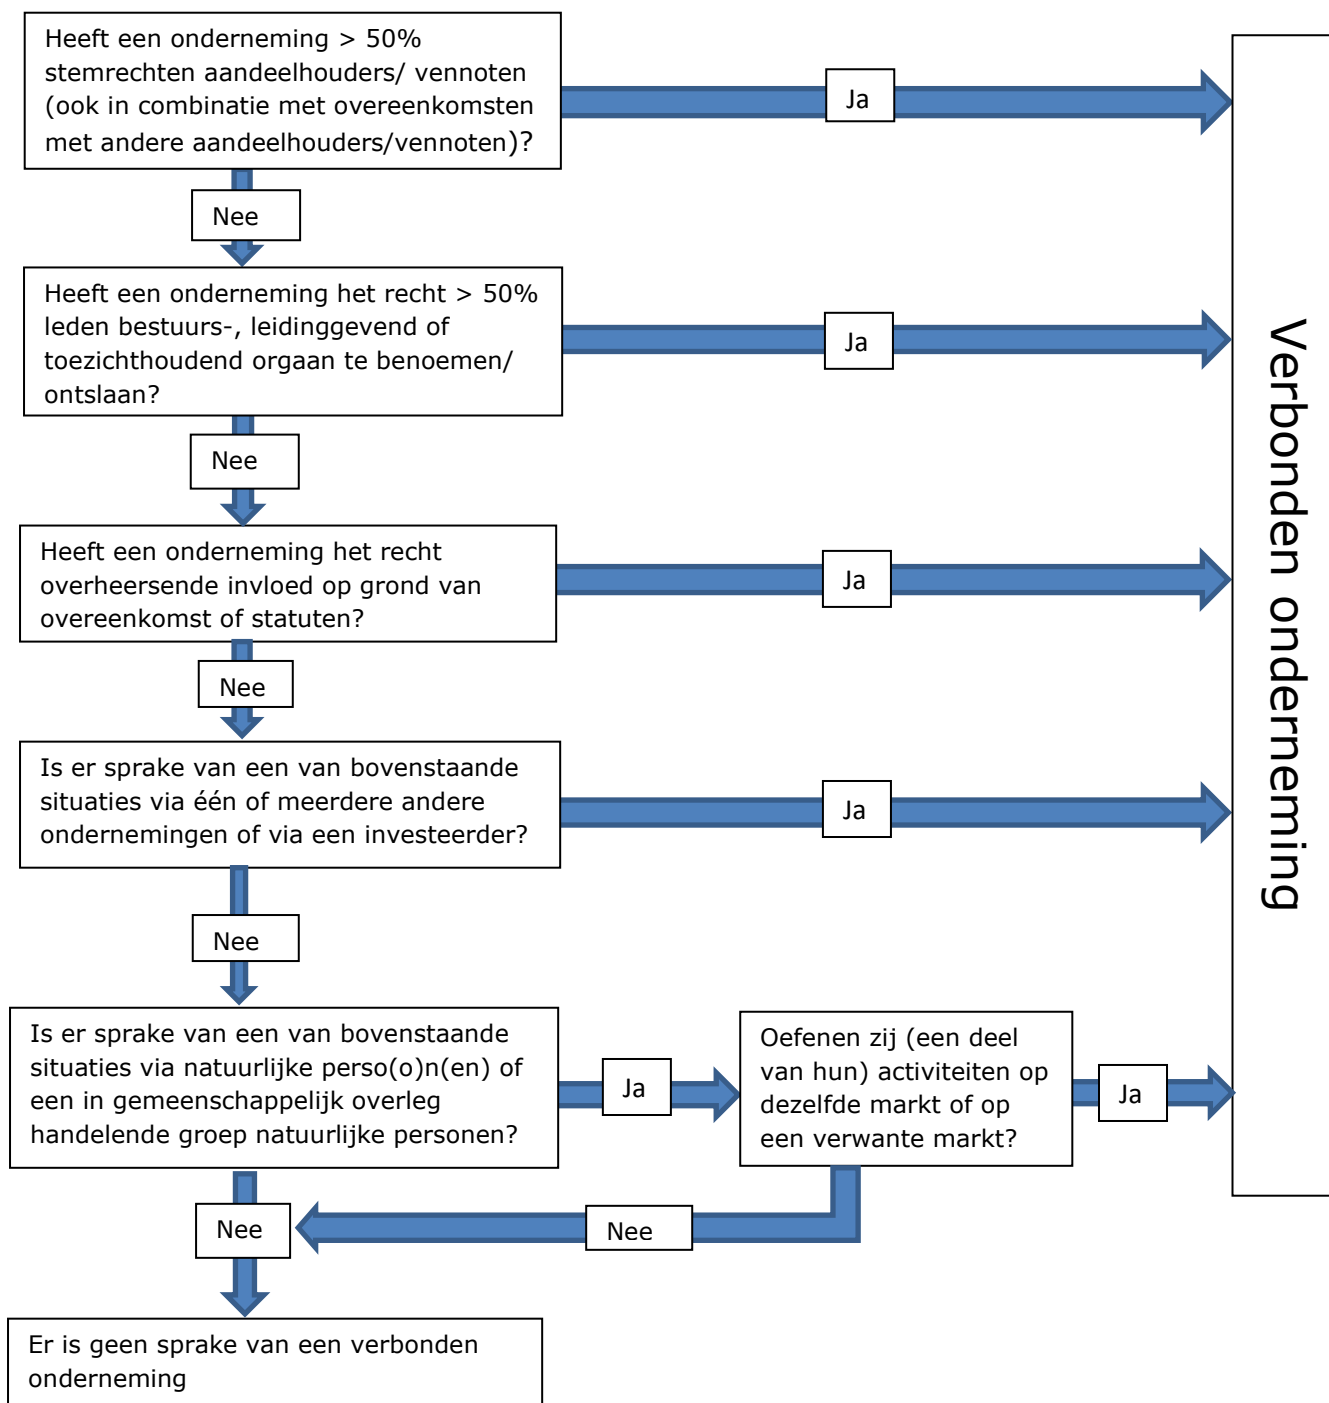 Heeft een onderneming > 50%
stemrechten aandeelhouders/ vennoten
(ook in combinatie met overeenkomsten
met andere aandeelhouders/vennoten)?
Ja
Nee
Heeft een onderneming het recht > 50%
leden bestuurs-, leidinggevend of
toezichthoudend orgaan te benoemen/
ontslaan?
Ja
Nee
Heeft een onderneming het recht
overheersende invloed op grond van
overeenkomst of statuten?
Ja
Nee
Is er sprake van een van bovenstaande
situaties via één of meerdere andere
ondernemingen of via een investeerder?
Ja
Nee
Is er sprake van een van bovenstaande
situaties via natuurlijke perso(o)n(en) of
een in gemeenschappelijk overleg
handelende groep natuurlijke personen?
Ja
Oefenen zij (een deel
van hun) activiteiten op
dezelfde markt of op
een verwante markt?
Ja
Nee
Nee
Er is geen sprake van een verbonden
onderneming
Verbonden onderneming